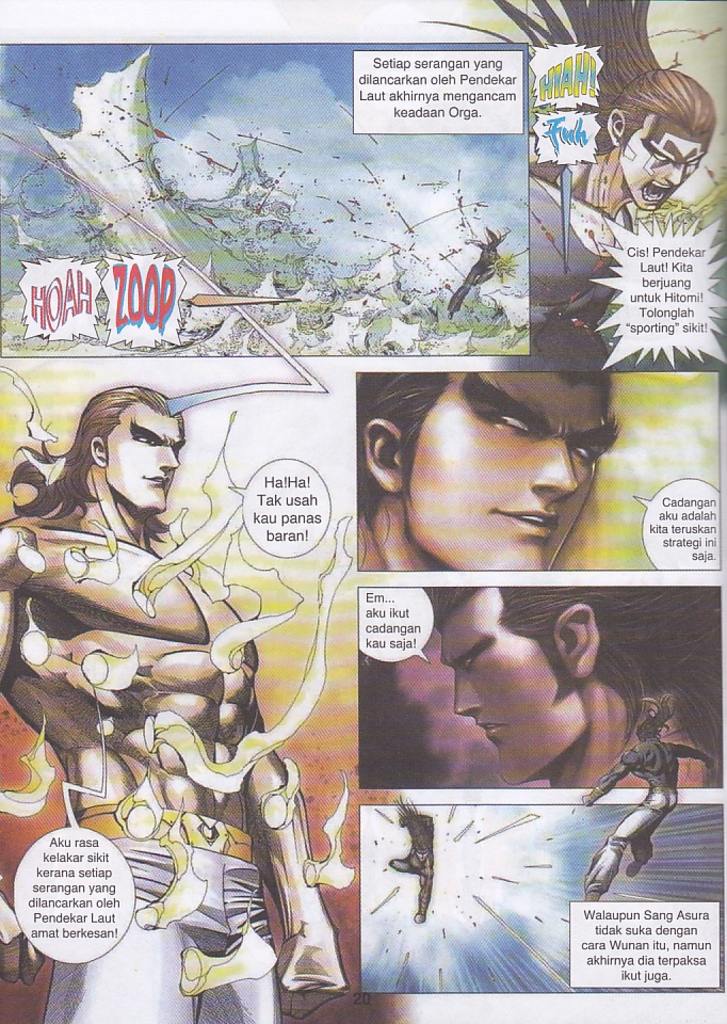 Setiap serangan yang
dilancarkan oleh Pendekar
Laut akhirnya mengancam
keadaan Orga.
HIAH!
Fuh
Cis! Pendekar
Laut! Kita
berjuang
untuk Hitomi!
Tolonglah
"sporting" sikit!
HOAH
ZOOP
Ha!Ha!
Tak usah
kau panas
baran!
Cadangan
aku adalah
kita teruskan
strategi ini
saja.
Em...
aku ikut
cadangan
kau saja!
Aku rasa
kelakar sikit
kerana setiap
serangan yang
dilancarkan oleh
Pendekar Laut
amat berkesan!
Walaupun Sang Asura
tidak suka dengan
cara Wunan itu, namun
akhirnya dia terpaksa
ikut juga.
20